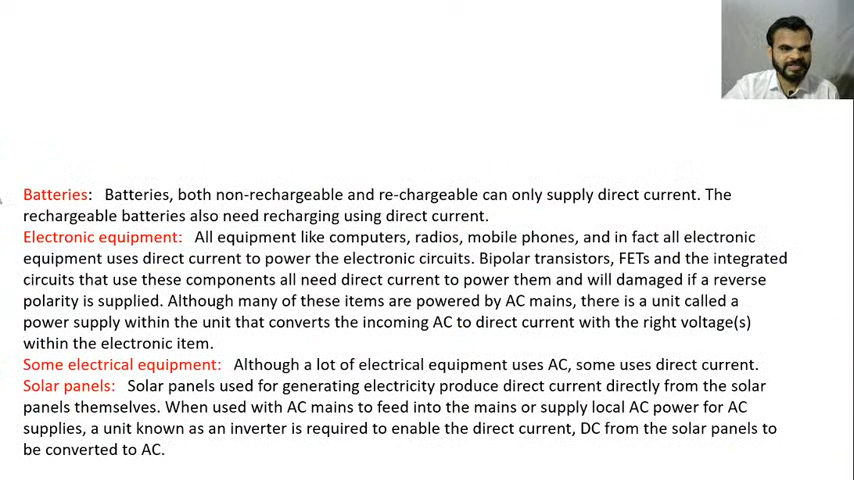 Batteries:   Batteries, both non-rechargeable and re-chargeable can only supply direct current. The
rechargeable batteries also need recharging using direct current.
Electronic equipment:   All equipment like computers, radios, mobile phones, and in fact all electronic
equipment uses direct current to power the electronic circuits. Bipolar transistors, FETs and the integrated
circuits that use these components all need direct current to power them and will damaged if a reverse
polarity is supplied. Although many of these items are powered by AC mains, there is a unit called a
power supply within the unit that converts the incoming AC to direct current with the right voltage(s)
within the electronic item.
Some electrical equipment:   Although a lot of electrical equipment uses AC, some uses direct current.
Solar panels:   Solar panels used for generating electricity produce direct current directly from the solar
panels themselves. When used with AC mains to feed into the mains or supply local AC power for AC
supplies, a unit known as an inverter is required to enable the direct current, DC from the solar panels to
be converted to AC.